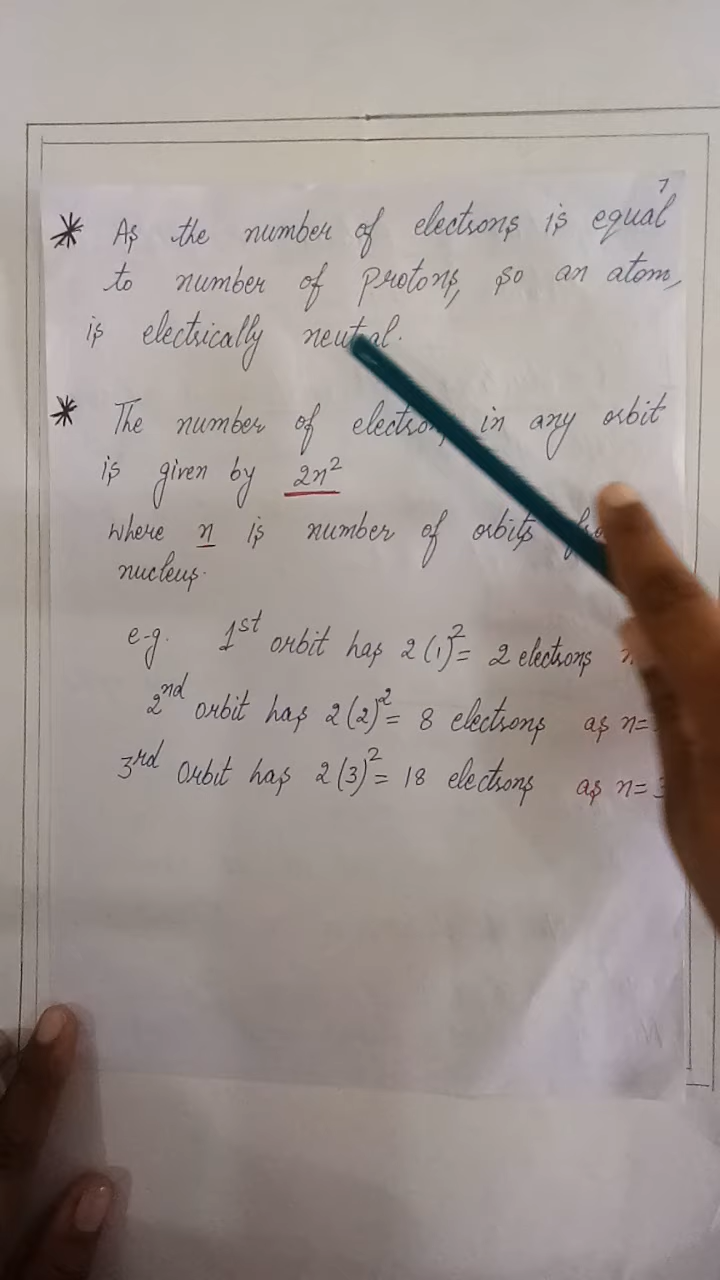 7
* As the number of electrons is equal
to number of protons, so an atom,
is electrically neutral.
* The number of in any orbit
is given by 2n²
where n is number of orbits
nucleus.
e.g. 1st orbit has 2(1)² = 2 electrons
2nd orbit has 2(2)² = 8 electrons as n=
3rd Orbit has 2(3)² = 18 electrons as n= 3